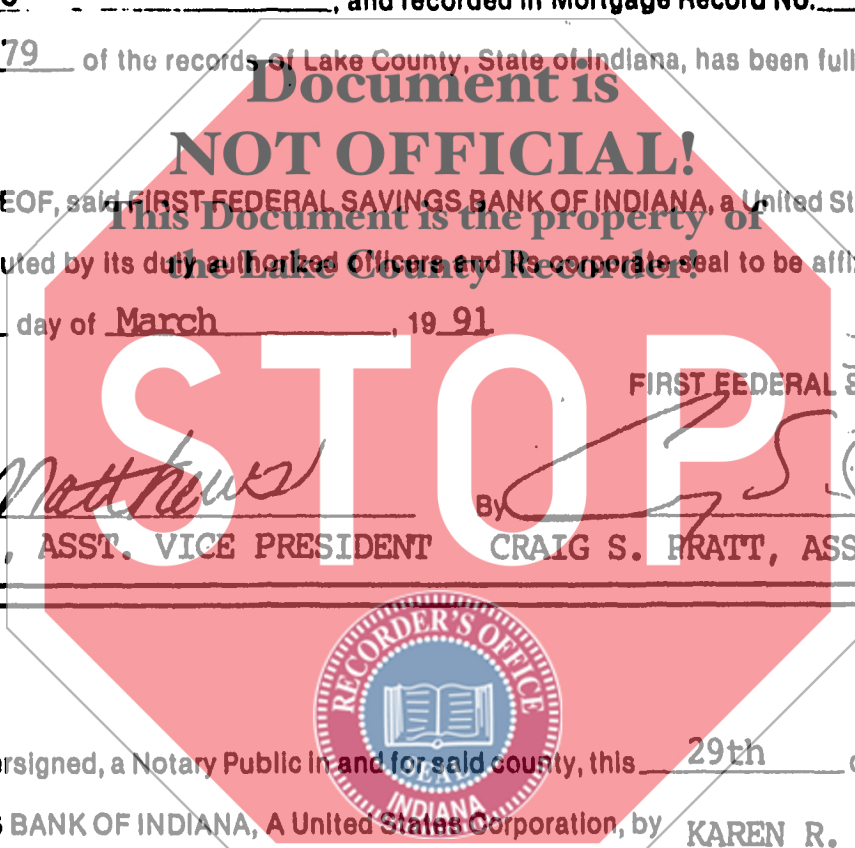 , and recorded in Mortgage Record No.
79 of the records of Lake County, State of Indiana, has been full
Document is
NOT OFFICIAL!
EOF, said FIRST FEDERAL SAVINGS BANK OF INDIANA, a United St
This Document is the property of
uted by its duly authorized Officers and its corporate seal to be affi
the Lake County Recorder!
day of March , 19 91
STOP
FIRST FEDERAL S
Matthews
By
, ASST. VICE PRESIDENT CRAIG S. PRATT, ASS
RECORDER'S OFFICE
SEAL
INDIANA
rsigned, a Notary Public in and for said county, this 29th
BANK OF INDIANA, A United States Corporation, by KAREN R.